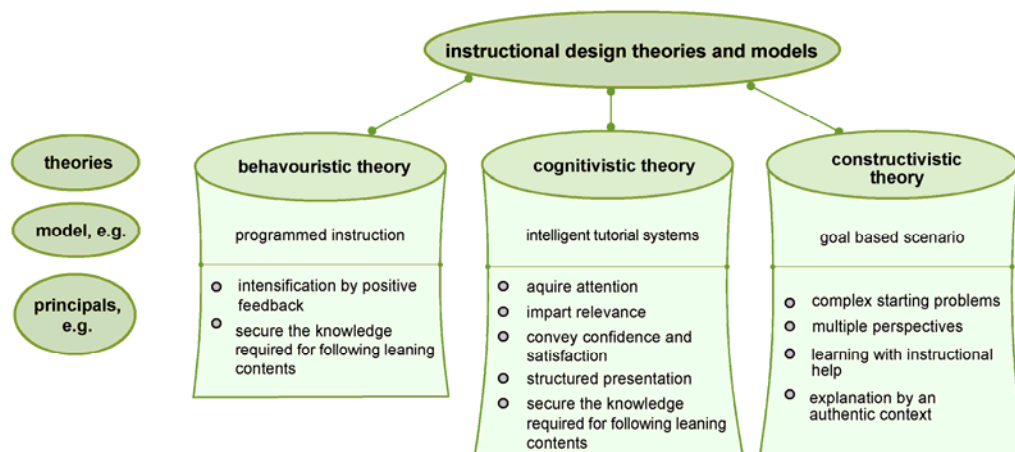 instructional design theories and models
theories
model, e.g.
principals,
e.g.
behavouristic theory
programmed instruction
intensification by positive
feedback
secure the knowledge
required for following leaning
contents
cognitivistic theory
intelligent tutorial systems
aquire attention
impart relevance
convey confidence and
satisfaction
structured presentation
secure the knowledge
required for following leaning
contents
constructivistic
theory
goal based scenario
complex starting problems
multiple perspectives
learning with instructional
help
explanation by an
authentic context